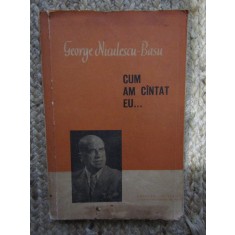 George Niculescu-Basu
CUM
AM CÎNTAT
EU...